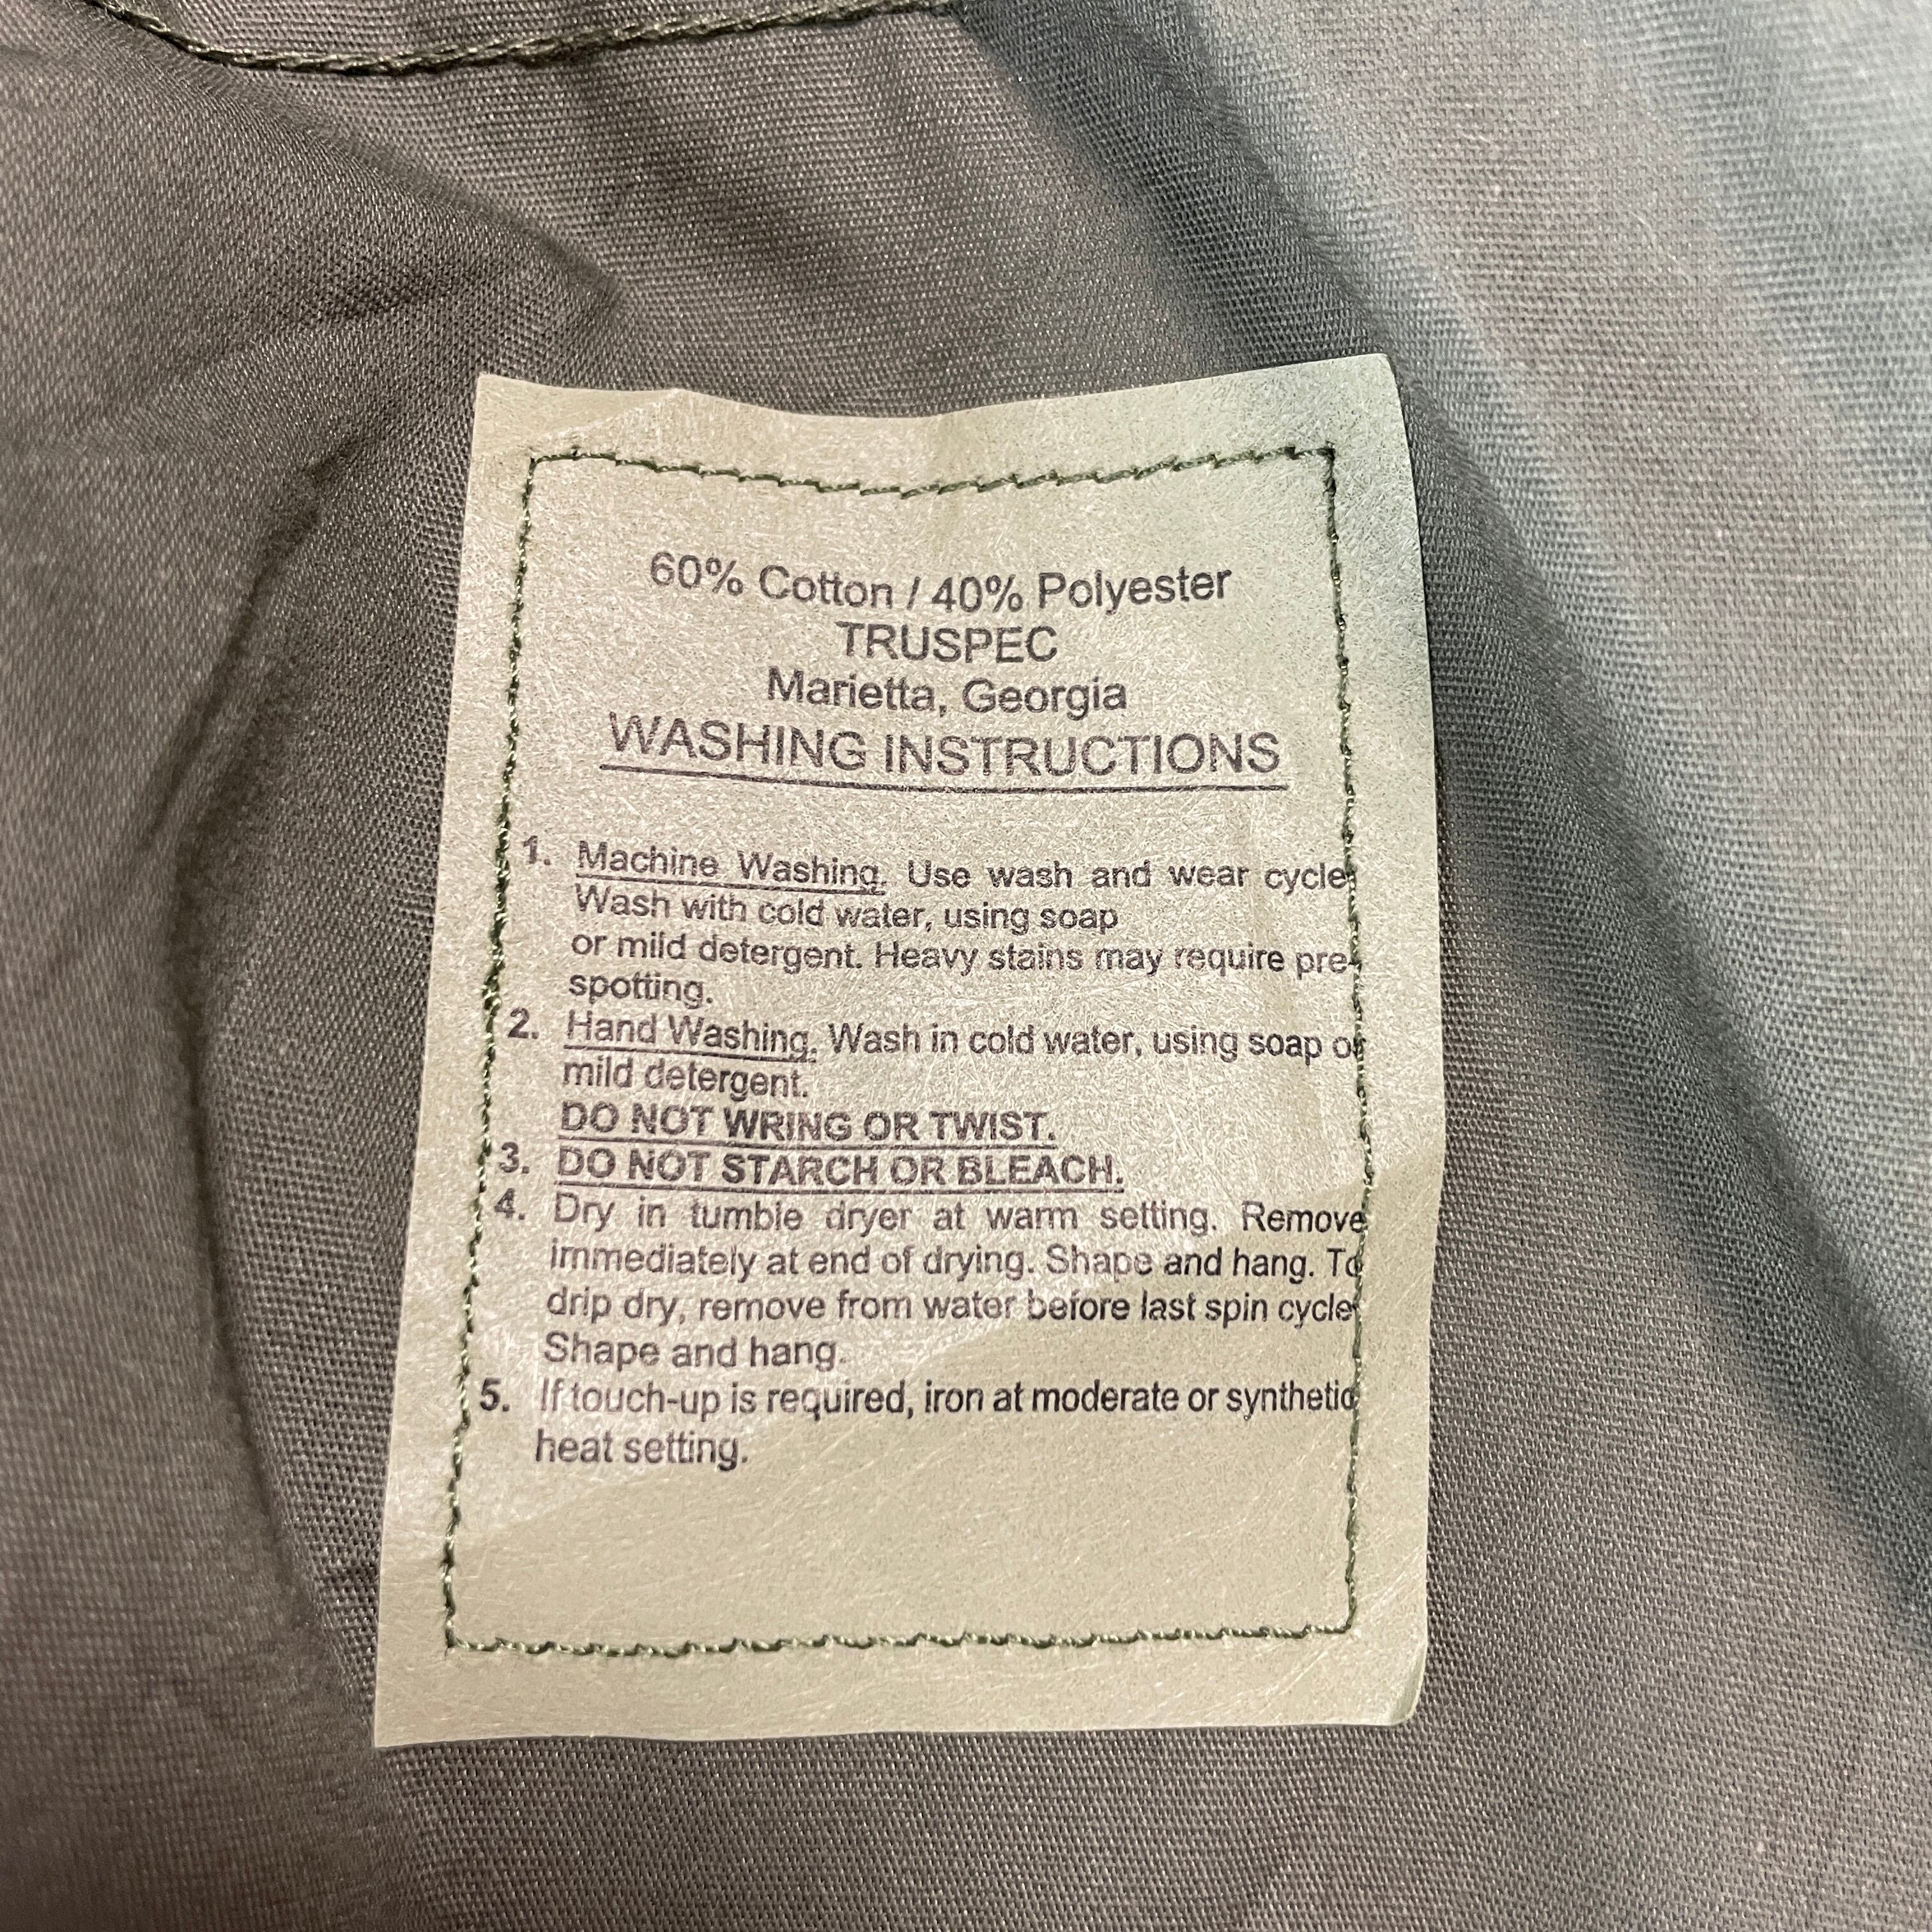 60% Cotton / 40% Polyester
TRUSPEC
Marietta, Georgia
WASHING INSTRUCTIONS
1. Machine Washing. Use wash and wear cycle.
Wash with cold water, using soap
or mild detergent. Heavy stains may require pre-
spotting.
2. Hand Washing. Wash in cold water, using soap or
mild detergent.
DO NOT WRING OR TWIST.
3. DO NOT STARCH OR BLEACH.
4. Dry in tumble dryer at warm setting. Remove
immediately at end of drying. Shape and hang. To
drip dry, remove from water before last spin cycle.
Shape and hang.
5. If touch-up is required, iron at moderate or synthetic
heat setting.